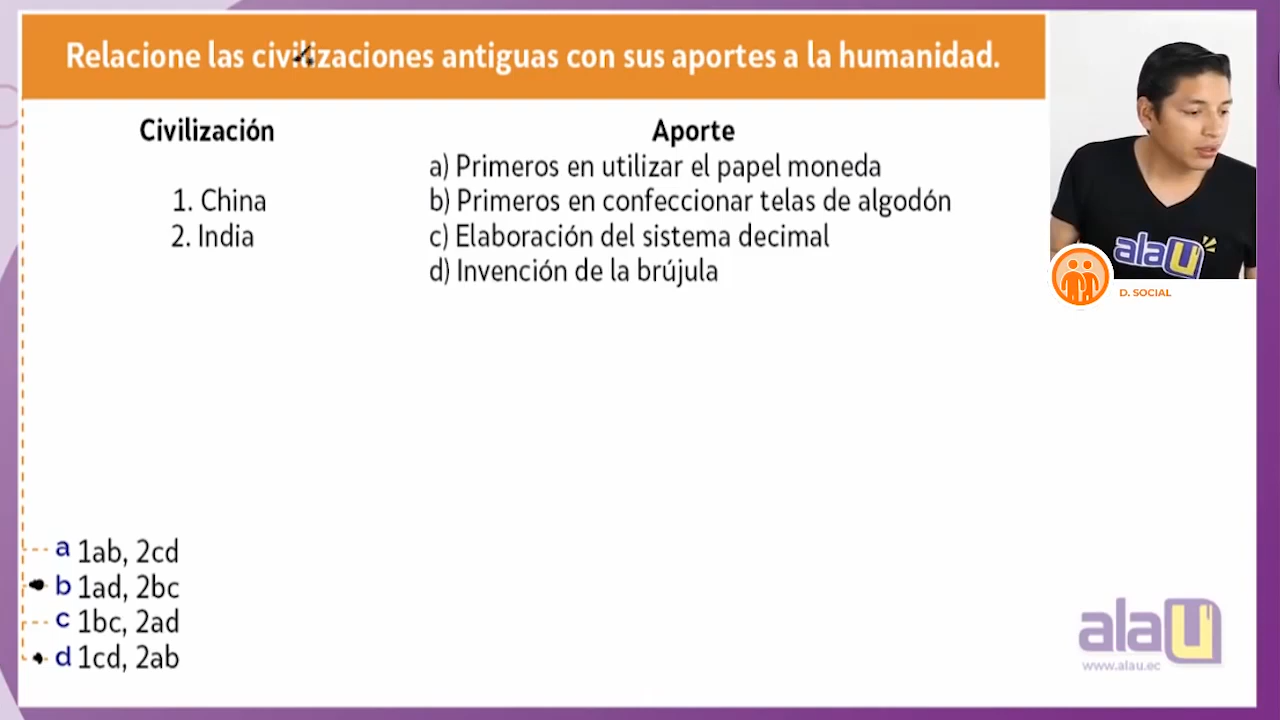 Relacione las civilizaciones antiguas con sus aportes a la humanidad.
Civilización
Aporte
a) Primeros en utilizar el papel moneda
1. China
b) Primeros en confeccionar telas de algodón
2. India
c) Elaboración del sistema decimal
d) Invención de la brújula
alaU
D. SOCIAL
a 1ab, 2cd
b 1ad, 2bc
c 1bc, 2ad
d 1cd, 2ab
alaU
www.alau.ec